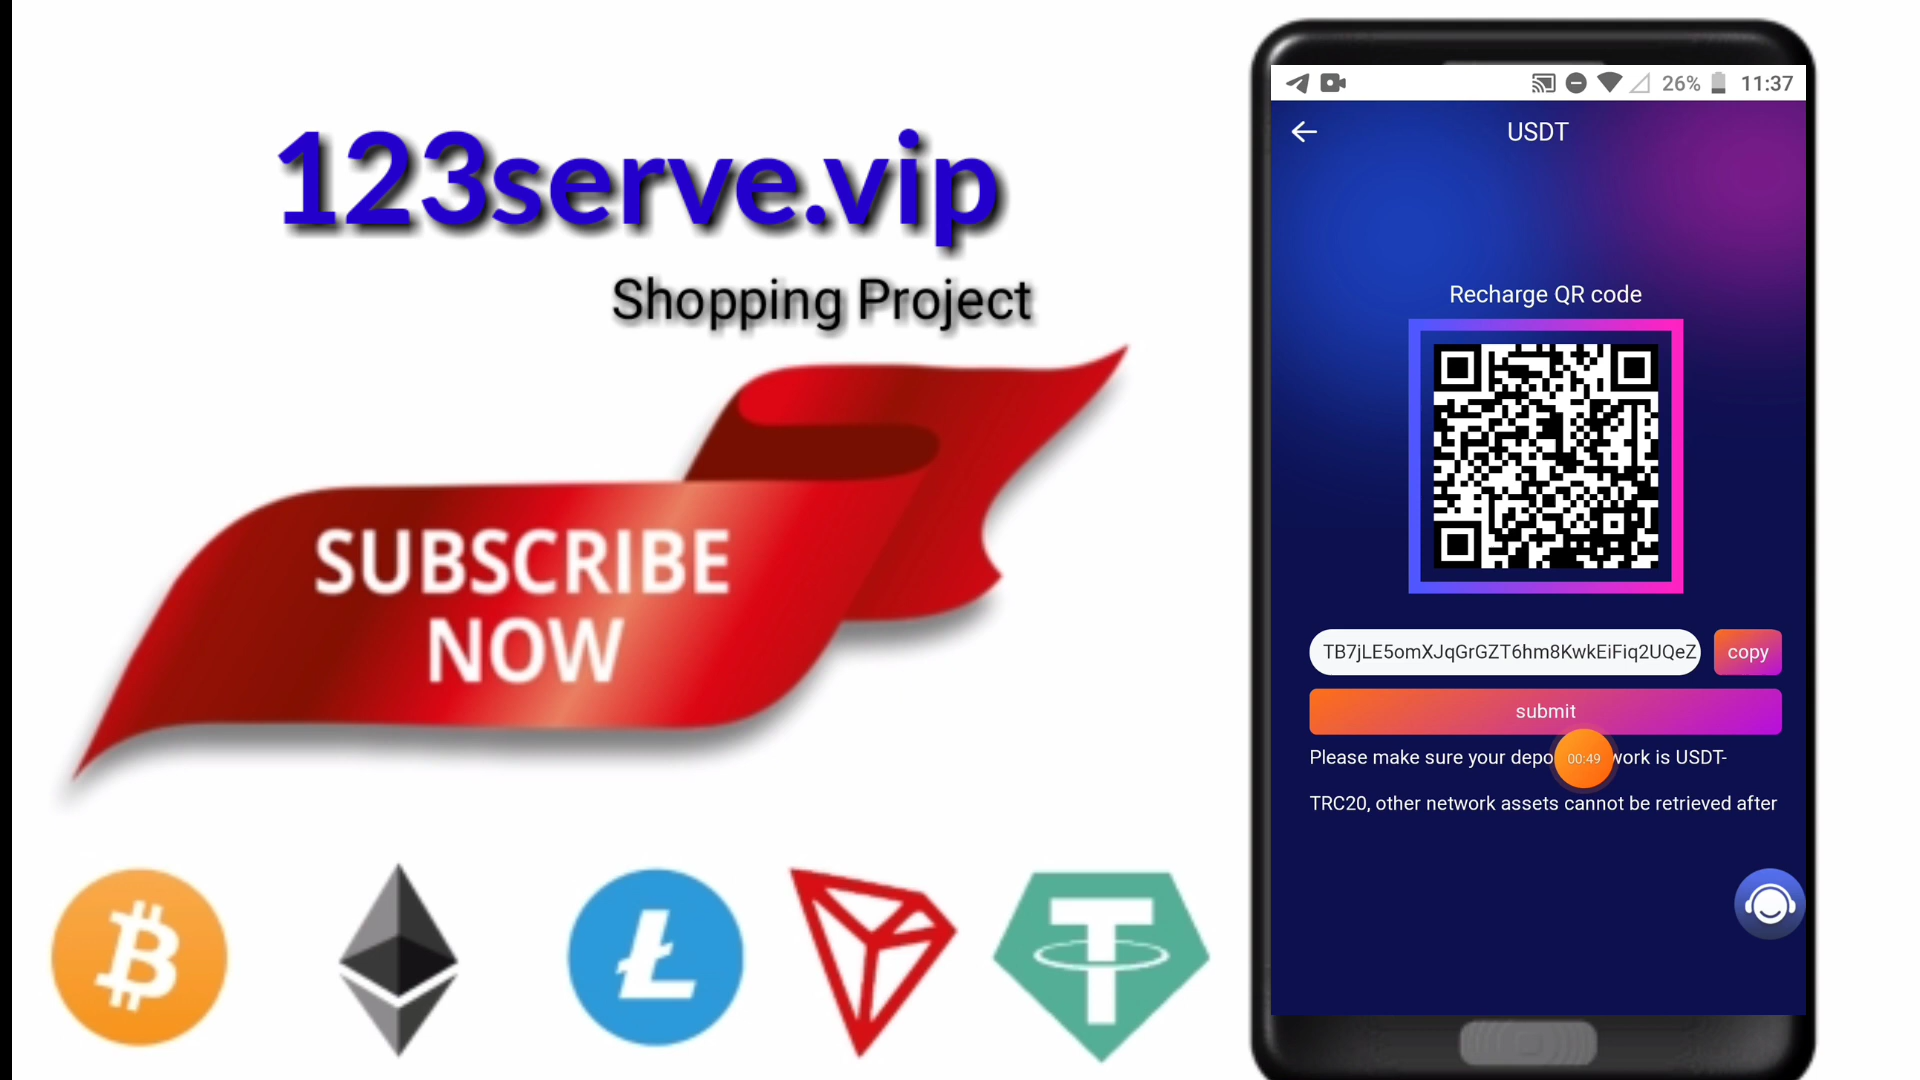 123serve.vip
Shopping Project
SUBSCRIBE
NOW
26% 11:37
USDT
Recharge QR code
TB7jLE5omXJqGrGZT6hm8KwkEiFiq2UQeZ copy
submit
Please make sure your depo 00:49 work is USDT-
TRC20, other network assets cannot be retrieved after